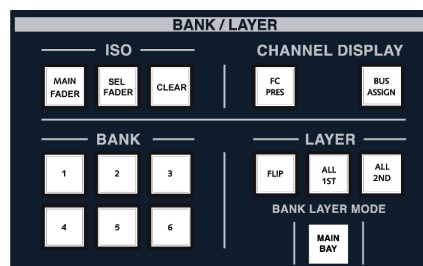 BANK / LAYER
ISO
CHANNEL DISPLAY
MAIN
FADER
SEL
FADER
CLEAR
FC
PRES
BUS
ASSIGN
BANK
LAYER
1
2
3
FLIP
ALL
1ST
ALL
2ND
4
5
6
BANK LAYER MODE
MAIN
BAY